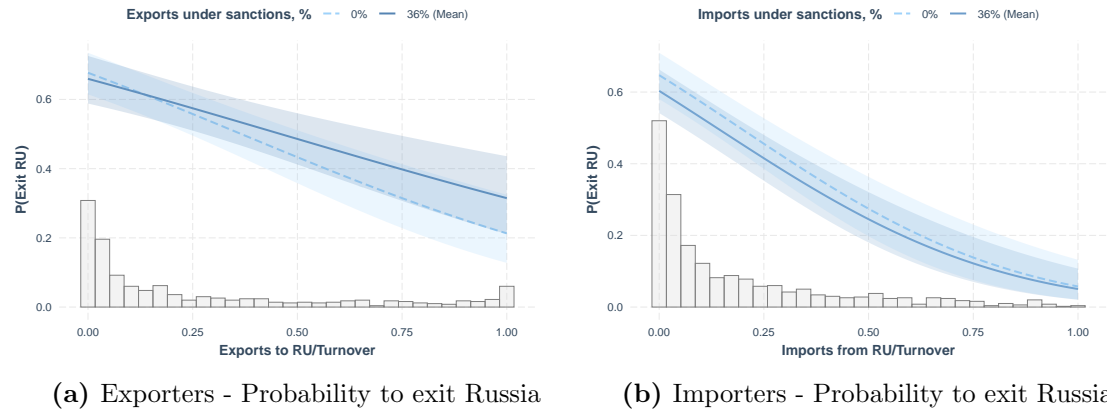 Exports under sanctions, % 0% 36% (Mean)
P(Exit RU)
0.6
0.4
0.2
0.0
0.00 0.25 0.50 0.75 1.00
Exports to RU/Turnover
(a) Exporters - Probability to exit Russia
Imports under sanctions, % 0% 36% (Mean)
P(Exit RU)
0.6
0.4
0.2
0.0
0.00 0.25 0.50 0.75 1.00
Imports from RU/Turnover
(b) Importers - Probability to exit Russia